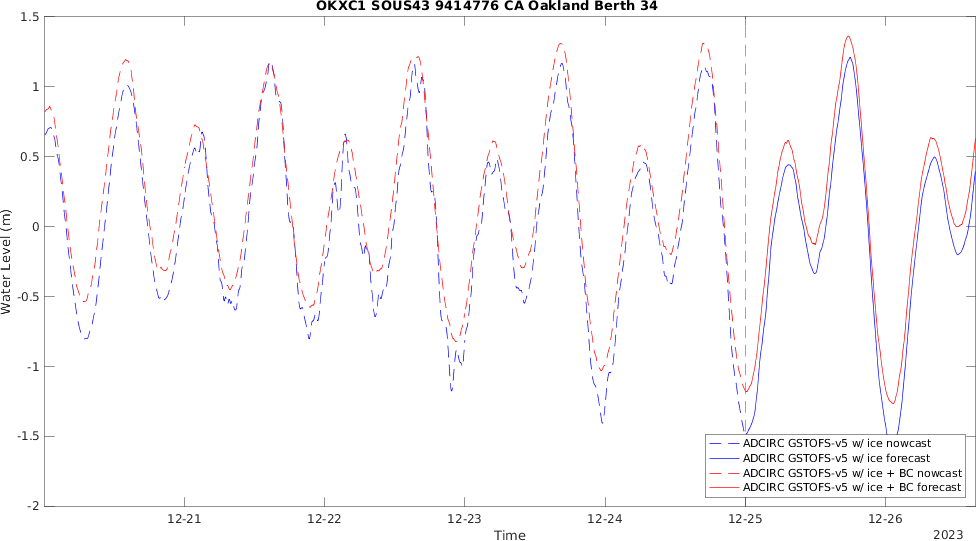 OKXC1 SOUS43 9414776 CA Oakland Berth 34
1.5
1
0.5
0
-0.5
-1
-1.5
-2
Water Level (m)
ADCIRC GSTOFS-v5 w/ ice nowcast
ADCIRC GSTOFS-v5 w/ ice forecast
ADCIRC GSTOFS-v5 w/ ice + BC nowcast
ADCIRC GSTOFS-v5 w/ ice + BC forecast
12-21
12-22
12-23
12-24
12-25
12-26
Time
2023